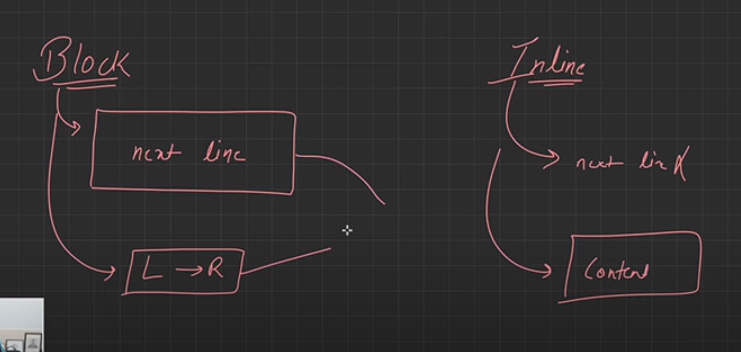 Block
next line
L → R
Inline
next line
Content